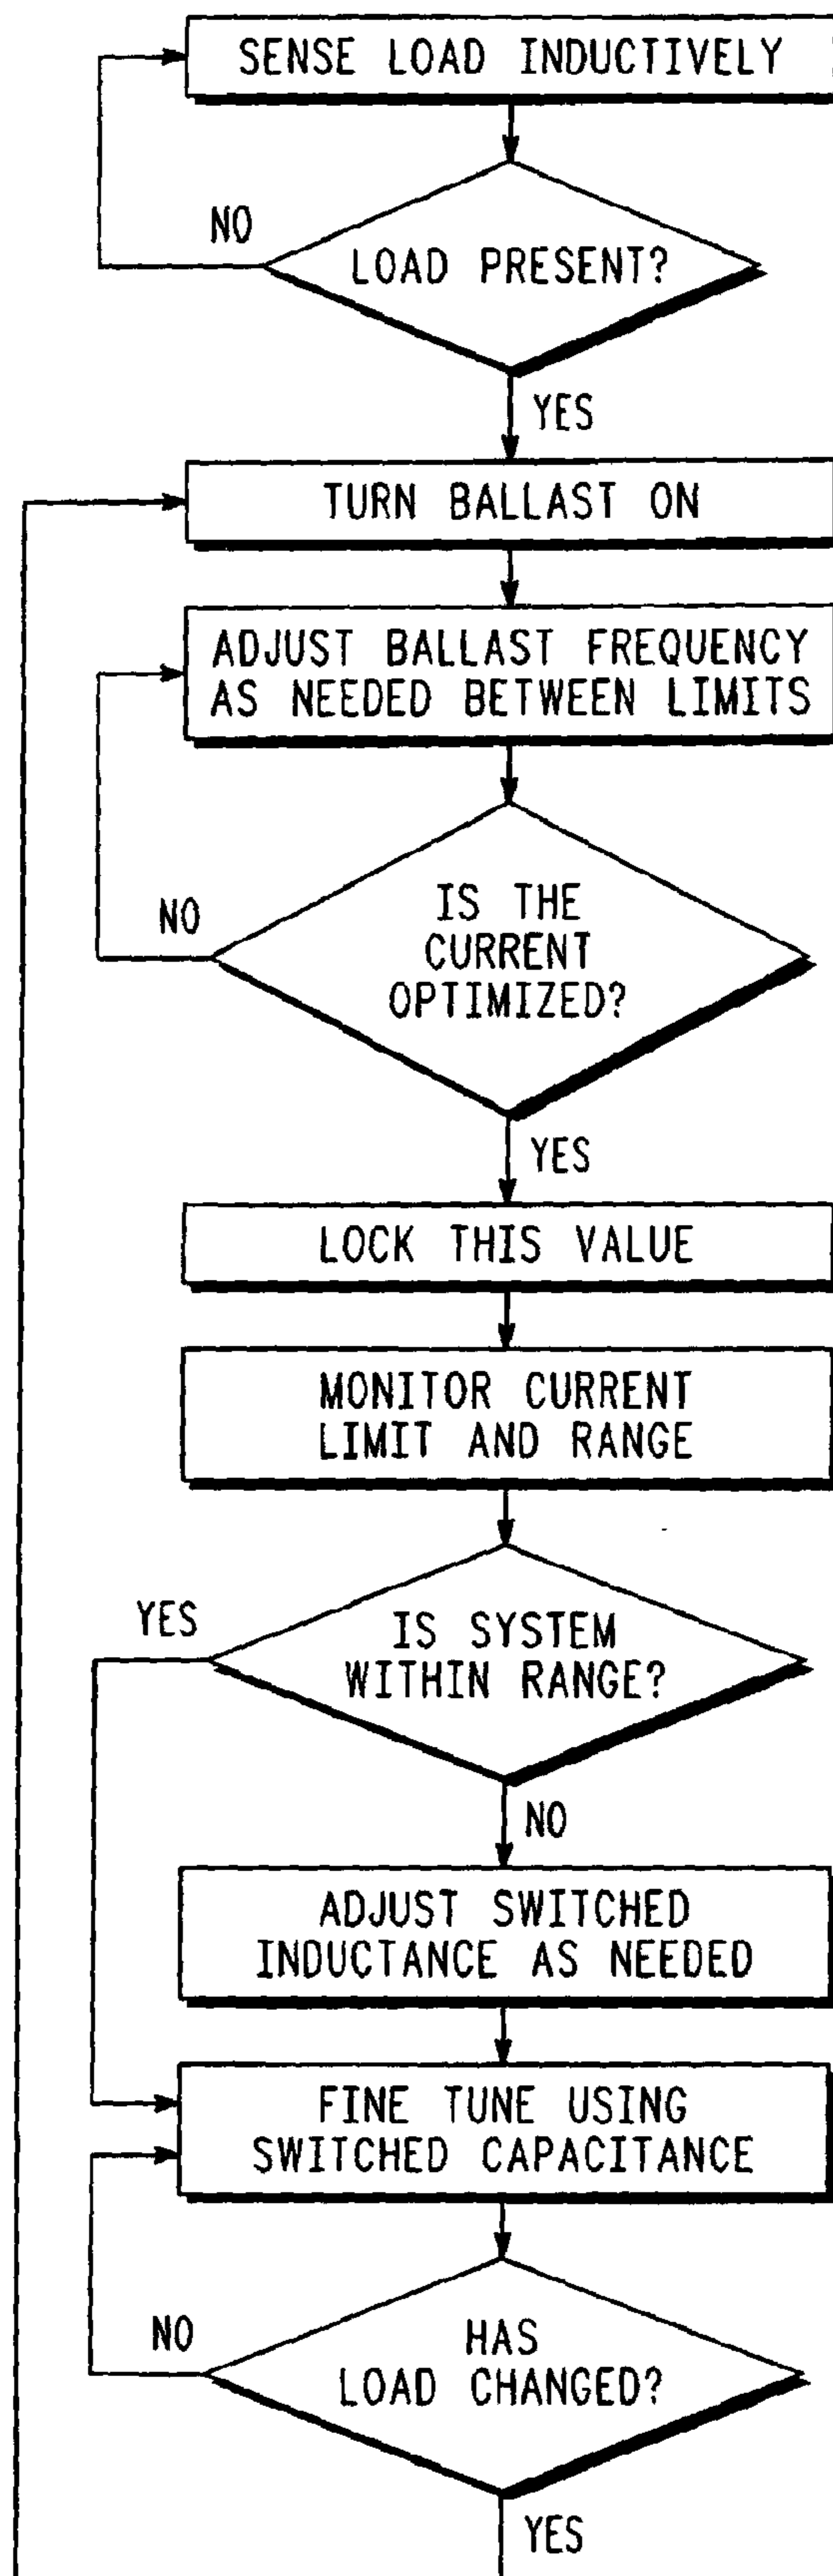 SENSE LOAD INDUCTIVELY
NO
LOAD PRESENT?
YES
TURN BALLAST ON
ADJUST BALLAST FREQUENCY
AS NEEDED BETWEEN LIMITS
NO
IS THE
CURRENT
OPTIMIZED?
YES
LOCK THIS VALUE
MONITOR CURRENT
LIMIT AND RANGE
YES
IS SYSTEM
WITHIN RANGE?
NO
ADJUST SWITCHED
INDUCTANCE AS NEEDED
FINE TUNE USING
SWITCHED CAPACITANCE
NO
HAS
LOAD CHANGED?
YES